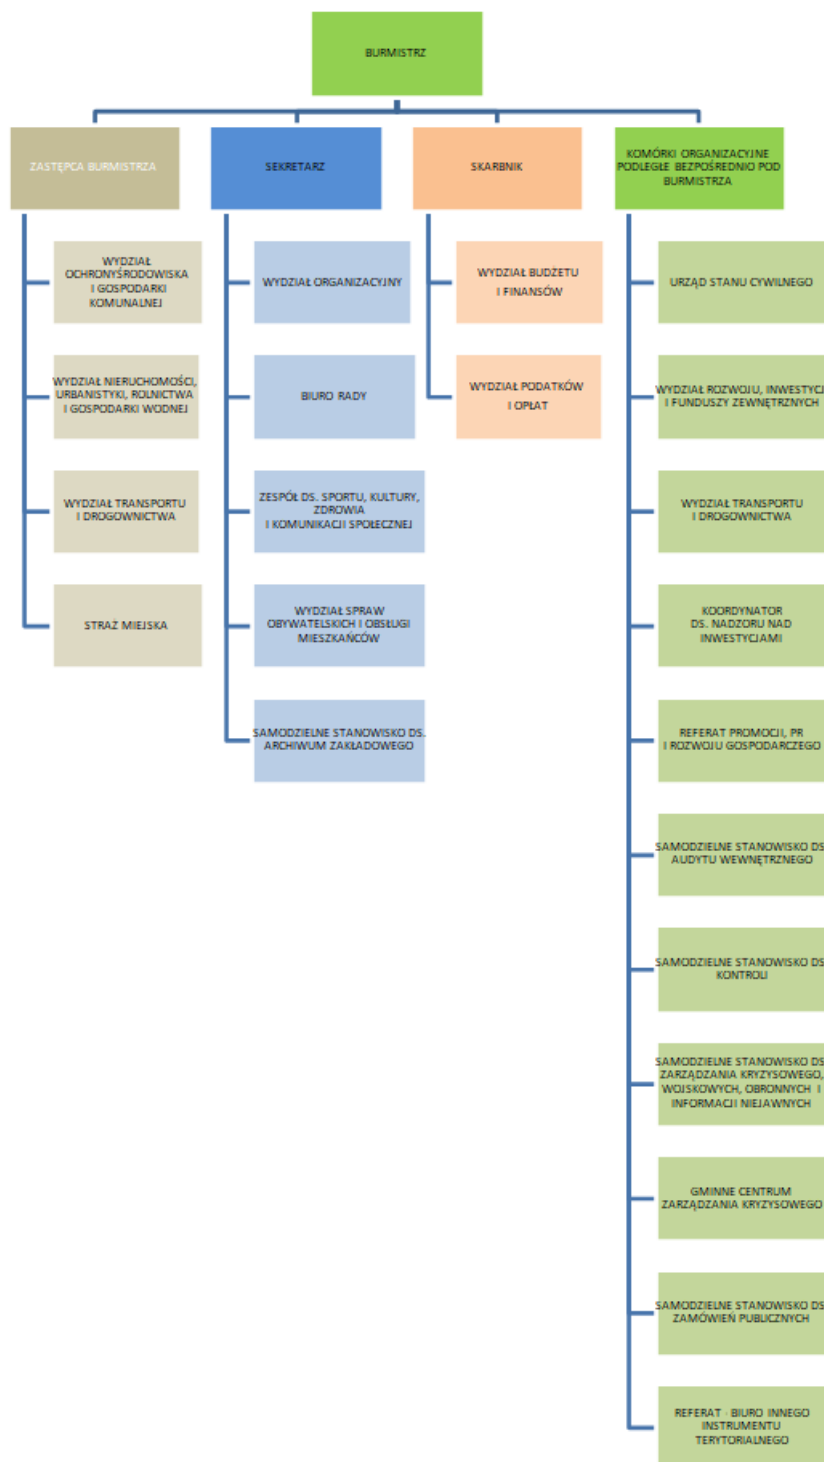 BURMISTRZ
ZASTĘPCA BURMISTRZA
SEKRETARZ
SKARBNIK
KOMÓRKI ORGANIZACYJNE
PODLEGŁE BEZPOŚREDNIO POD
BURMISTRZA
WYDZIAŁ
OCHRONYŚRODOWISKA
I GOSPODARKI
KOMUNALNEJ
WYDZIAŁ NIERUCHOMOŚCI,
URBANISTYKI, ROLNICTWA
I GOSPODARKI WODNEJ
WYDZIAŁ TRANSPORTU
I DROGOWNICTWA
STRAŻ MIEJSKA
WYDZIAŁ ORGANIZACYJNY
BIURO RADY
ZESPÓŁ DS. SPORTU, KULTURY,
ZDROWIA
I KOMUNIKACJI SPOŁECZNEJ
WYDZIAŁ SPRAW
OBYWATELSKICH I OBSŁUGI
MIESZKAŃCÓW
SAMODZIELNE STANOWISKO DS.
ARCHIWUM ZAKŁADOWEGO
WYDZIAŁ BUDŻETU
I FINANSÓW
WYDZIAŁ PODATKÓW
I OPŁAT
URZĄD STANU CYWILNEGO
WYDZIAŁ ROZWOJU, INWESTYCJI
I FUNDUSZY ZEWNĘTRZNYCH
WYDZIAŁ TRANSPORTU
I DROGOWNICTWA
KOORDYNATOR
DS. NADZORU NAD
INWESTYCJAMI
REFERAT PROMOCJI, PR
I ROZWOJU GOSPODARCZEGO
SAMODZIELNE STANOWISKO DS
AUDYTU WEWNĘTRZNEGO
SAMODZIELNE STANOWISKO DS
KONTROLI
SAMODZIELNE STANOWISKO DS
ZARZĄDZANIA KRYZYSOWEGO,
WOJSKOWYCH, OBRONNYCH I
INFORMACJI NIEJAWNYCH
GMINNE CENTRUM
ZARZĄDZANIA KRYZYSOWEGO
SAMODZIELNE STANOWISKO DS
ZAMÓWIEŃ PUBLICZNYCH
REFERAT - BIURO INNEGO
INSTRUMENTU
TERYTORIALNEGO